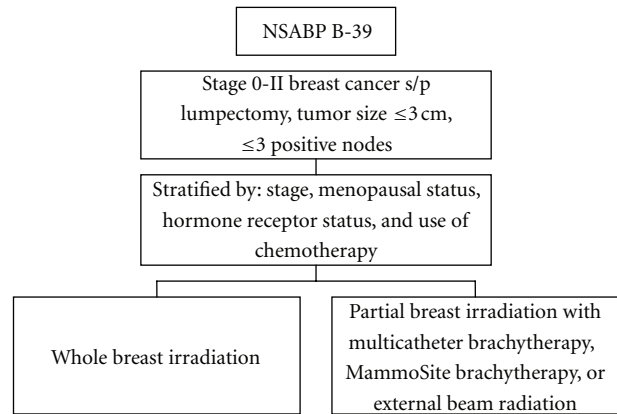 NSABP B-39
Stage 0-II breast cancer s/p
lumpectomy, tumor size ≤3 cm,
≤3 positive nodes
Stratified by: stage, menopausal status,
hormone receptor status, and use of
chemotherapy
Whole breast irradiation
Partial breast irradiation with
multicatheter brachytherapy,
MammoSite brachytherapy, or
external beam radiation